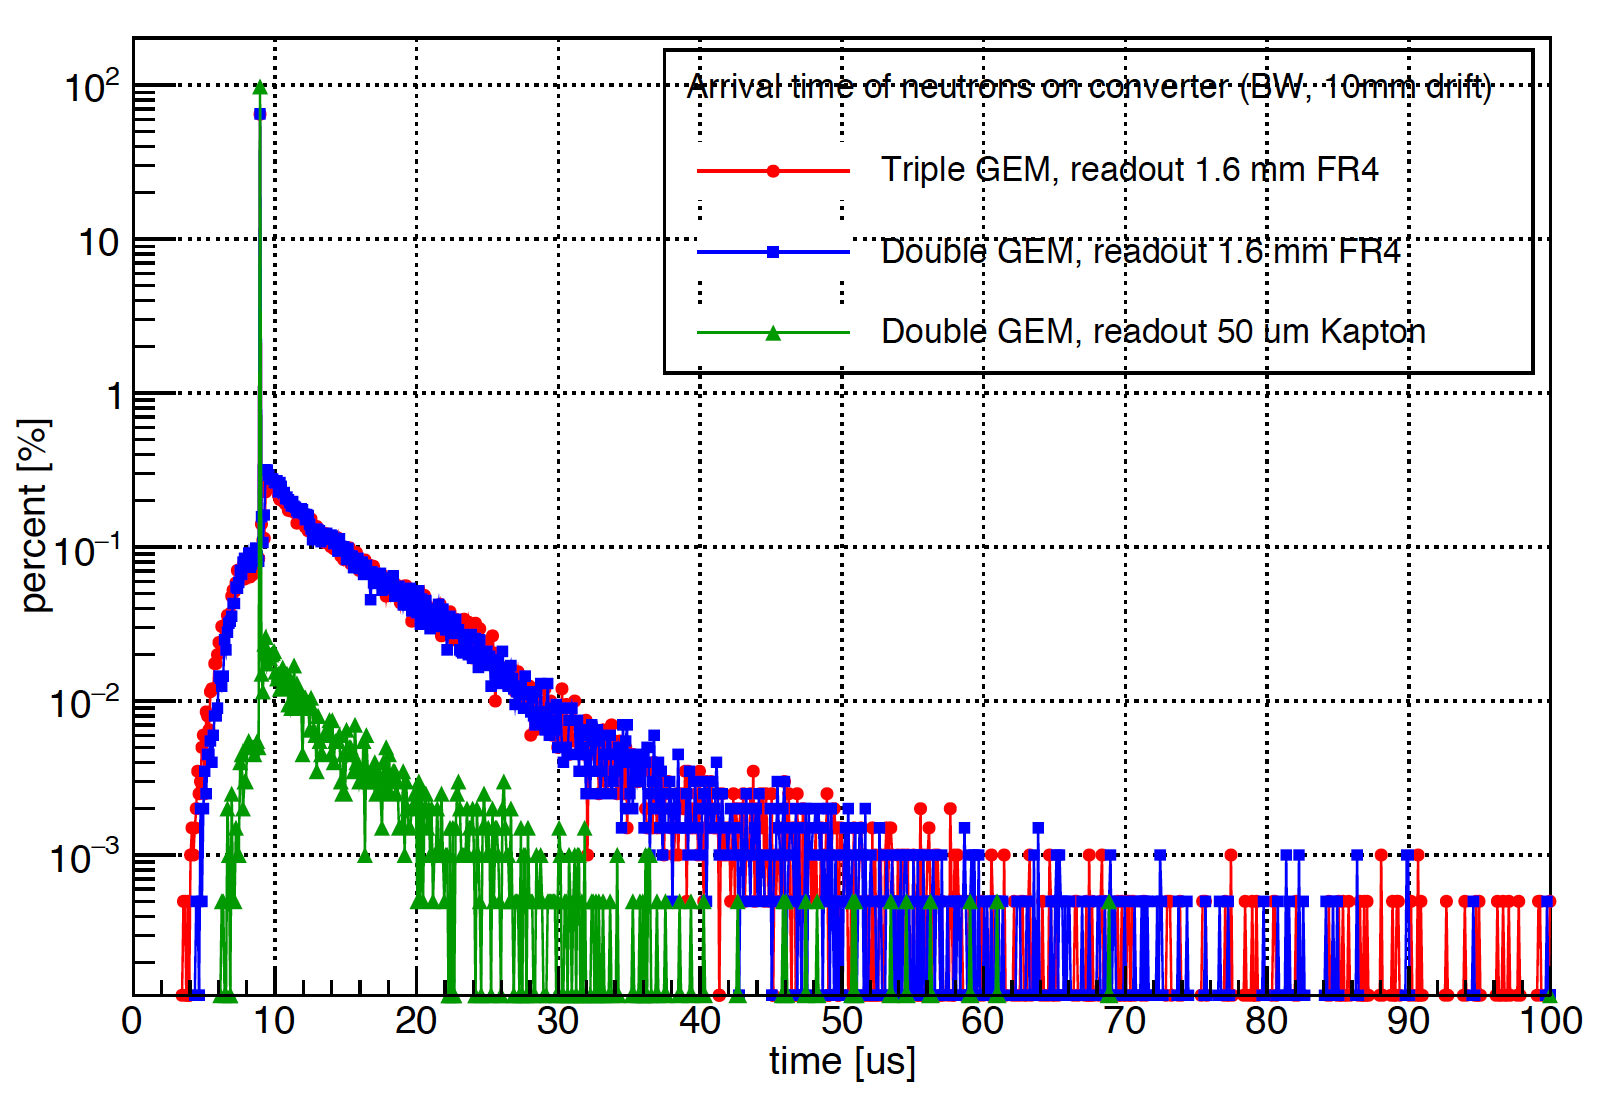 Arrival time of neutrons on converter (BW, 10mm drift)
Triple GEM, readout 1.6 mm FR4
Double GEM, readout 1.6 mm FR4
Double GEM, readout 50 um Kapton
percent [%]
10²
10
1
10⁻¹
10⁻²
10⁻³
0 10 20 30 40 50 60 70 80 90 100
time [us]